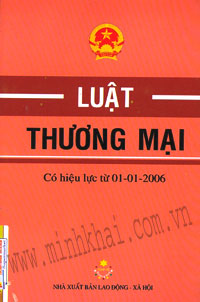 LUẬT
THƯƠNG MẠI
Có hiệu lực từ 01-01-2006
www.minhkhai.com.vn
NHÀ XUẤT BẢN LAO ĐỘNG - XÃ HỘI